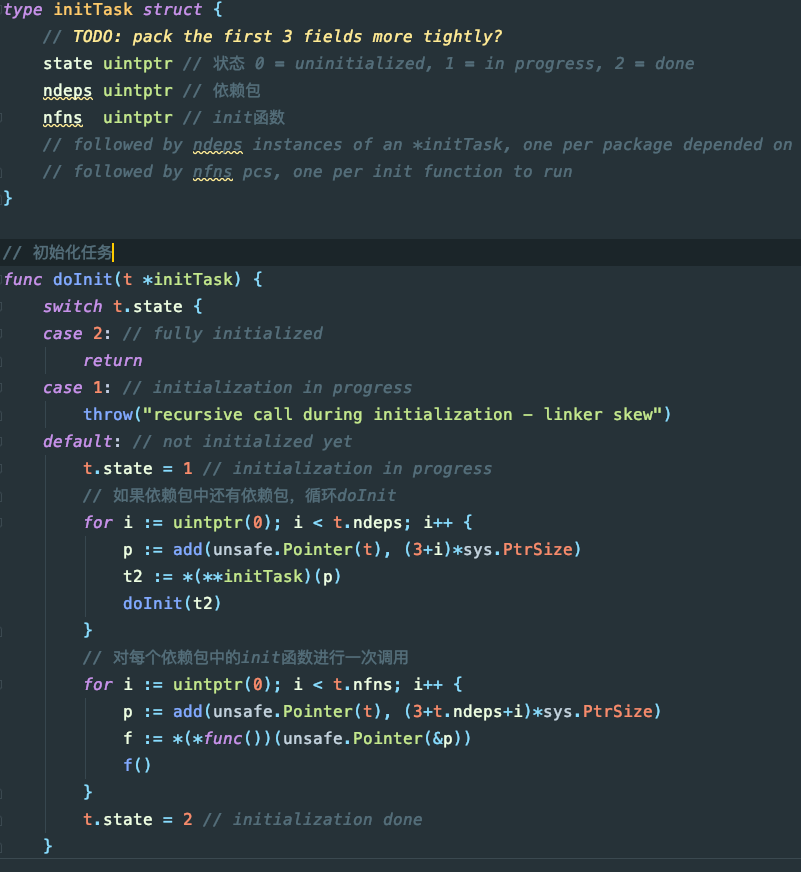 type initTask struct {
    // TODO: pack the first 3 fields more tightly?
    state uintptr // 状态 0 = uninitialized, 1 = in progress, 2 = done
    ndeps uintptr // 依赖包
    nfns  uintptr // init函数
    // followed by ndeps instances of an *initTask, one per package depended on
    // followed by nfns pcs, one per init function to run
}
// 初始化任务
func doInit(t *initTask) {
    switch t.state {
    case 2: // fully initialized
        return
    case 1: // initialization in progress
        throw("recursive call during initialization – linker skew")
    default: // not initialized yet
        t.state = 1 // initialization in progress
        // 如果依赖包中还有依赖包，循环doInit
        for i := uintptr(0); i < t.ndeps; i++ {
            p := add(unsafe.Pointer(t), (3+i)*sys.PtrSize)
            t2 := *(**initTask)(p)
            doInit(t2)
        }
        // 对每个依赖包中的init函数进行一次调用
        for i := uintptr(0); i < t.nfns; i++ {
            p := add(unsafe.Pointer(t), (3+t.ndeps+i)*sys.PtrSize)
            f := *(*func())(unsafe.Pointer(&p))
            f()
        }
        t.state = 2 // initialization done
    }